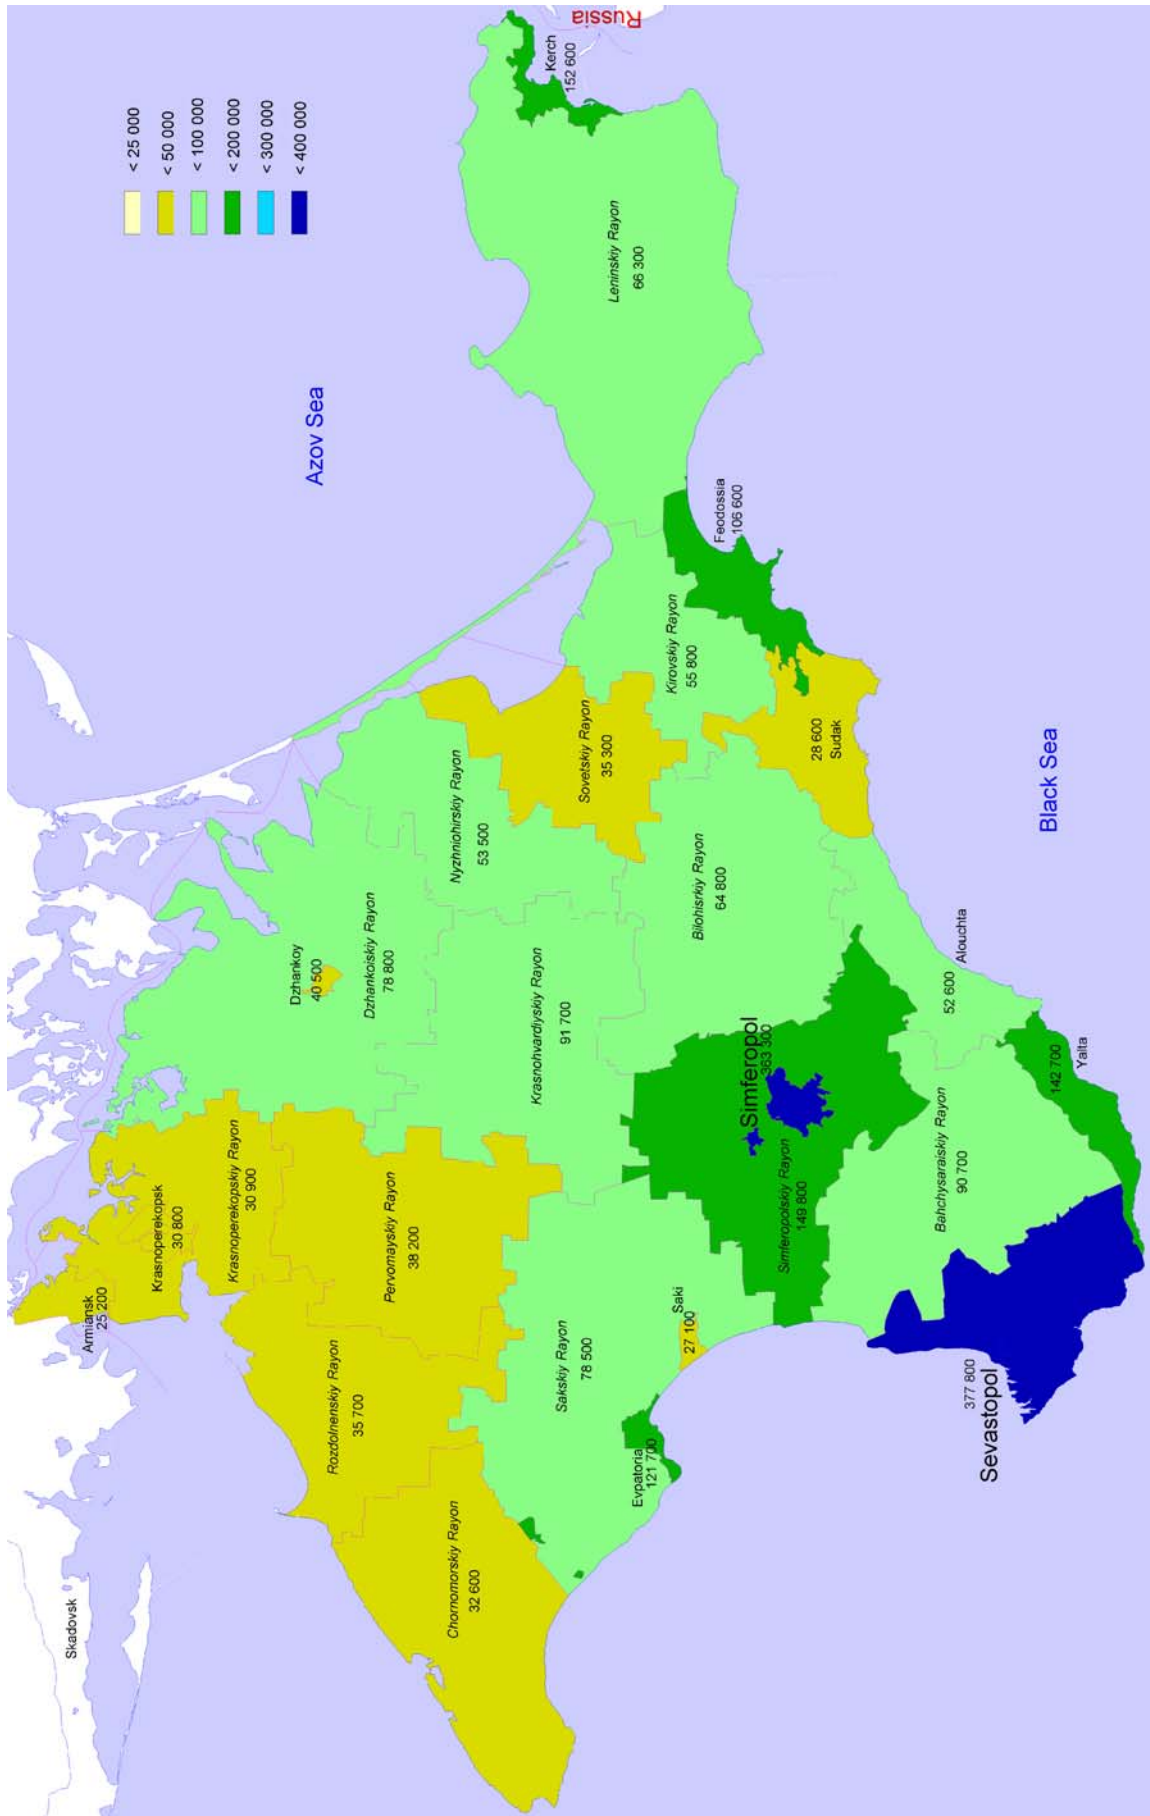 Skadovsk
Armiansk
25 200
Krasnoperekopsk
30 800
Krasnoperekopskiy Rayon
30 900
Dzhankoy
40 500
Dzhankoiskiy Rayon
78 800
Azov Sea
< 25 000
< 50 000
< 100 000
< 200 000
< 300 000
< 400 000
Russia
Kerch
152 600
Rozdolnenskiy Rayon
35 700
Pervomayskiy Rayon
38 200
Chornomorskiy Rayon
32 600
Nyzhniohirskiy Rayon
53 500
Krasnohvardiyskiy Rayon
91 700
Sovetskiy Rayon
35 300
Leninskiy Rayon
66 300
Sakskiy Rayon
78 500
Evpatoria
121 700
Saki
27 100
Kirovskiy Rayon
55 800
Feodossia
106 600
Bilohisrkiy Rayon
64 800
Simferopol
363 300
Simferopolskiy Rayon
149 800
28 600
Sudak
Bahchysaraiskiy Rayon
90 700
52 600
Alouchta
377 800
Sevastopol
142 700
Yalta
Black Sea